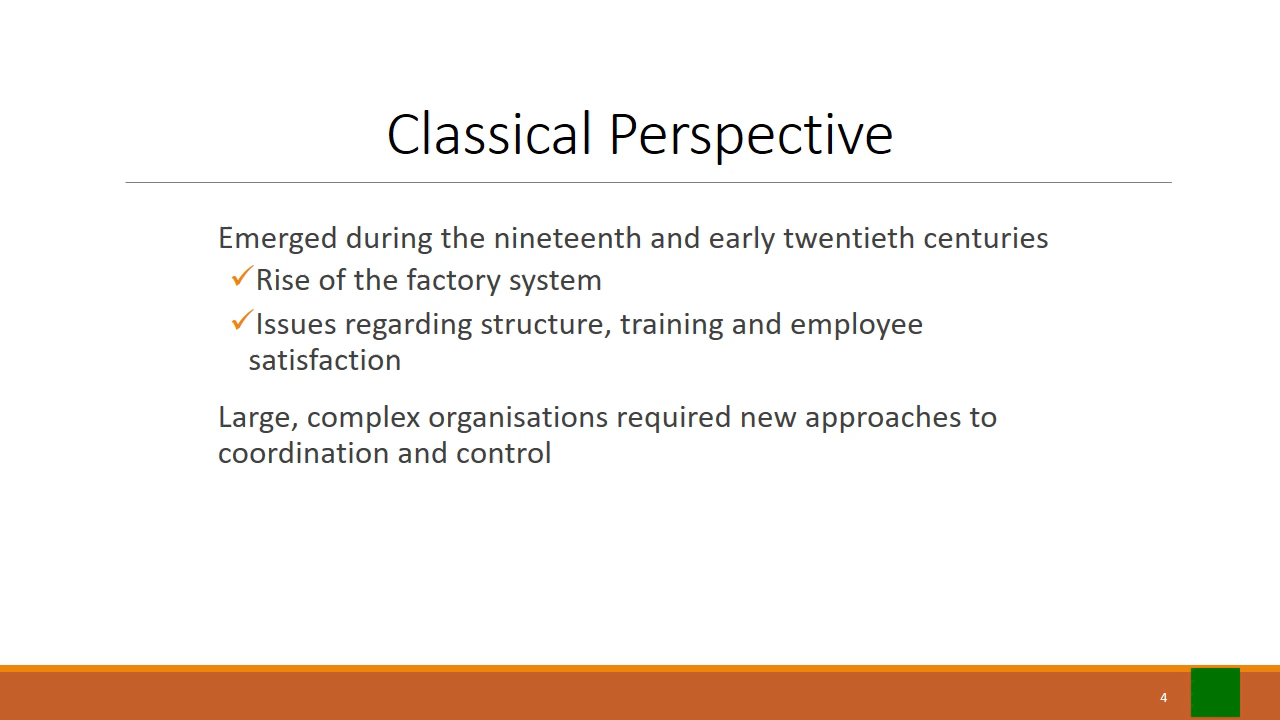 Classical Perspective
Emerged during the nineteenth and early twentieth centuries
✓Rise of the factory system
✓Issues regarding structure, training and employee
satisfaction
Large, complex organisations required new approaches to
coordination and control
4